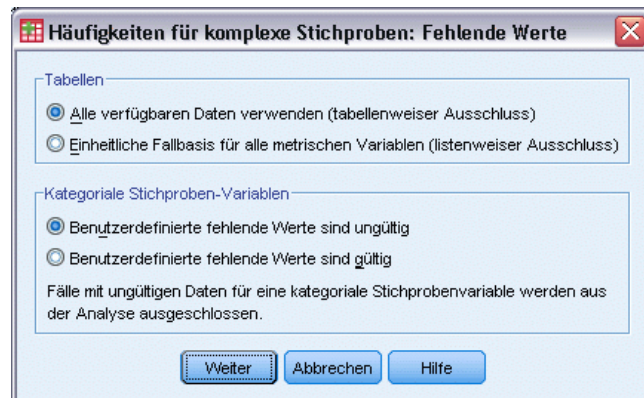 Häufigkeiten für komplexe Stichproben: Fehlende Werte
Tabellen
Alle verfügbaren Daten verwenden (tabellenweiser Ausschluss)
Einheitliche Fallbasis für alle metrischen Variablen (listenweiser Ausschluss)
Kategoriale Stichproben-Variablen
Benutzerdefinierte fehlende Werte sind ungültig
Benutzerdefinierte fehlende Werte sind gültig
Fälle mit ungültigen Daten für eine kategoriale Stichprobenvariable werden aus
der Analyse ausgeschlossen.
Weiter Abbrechen Hilfe